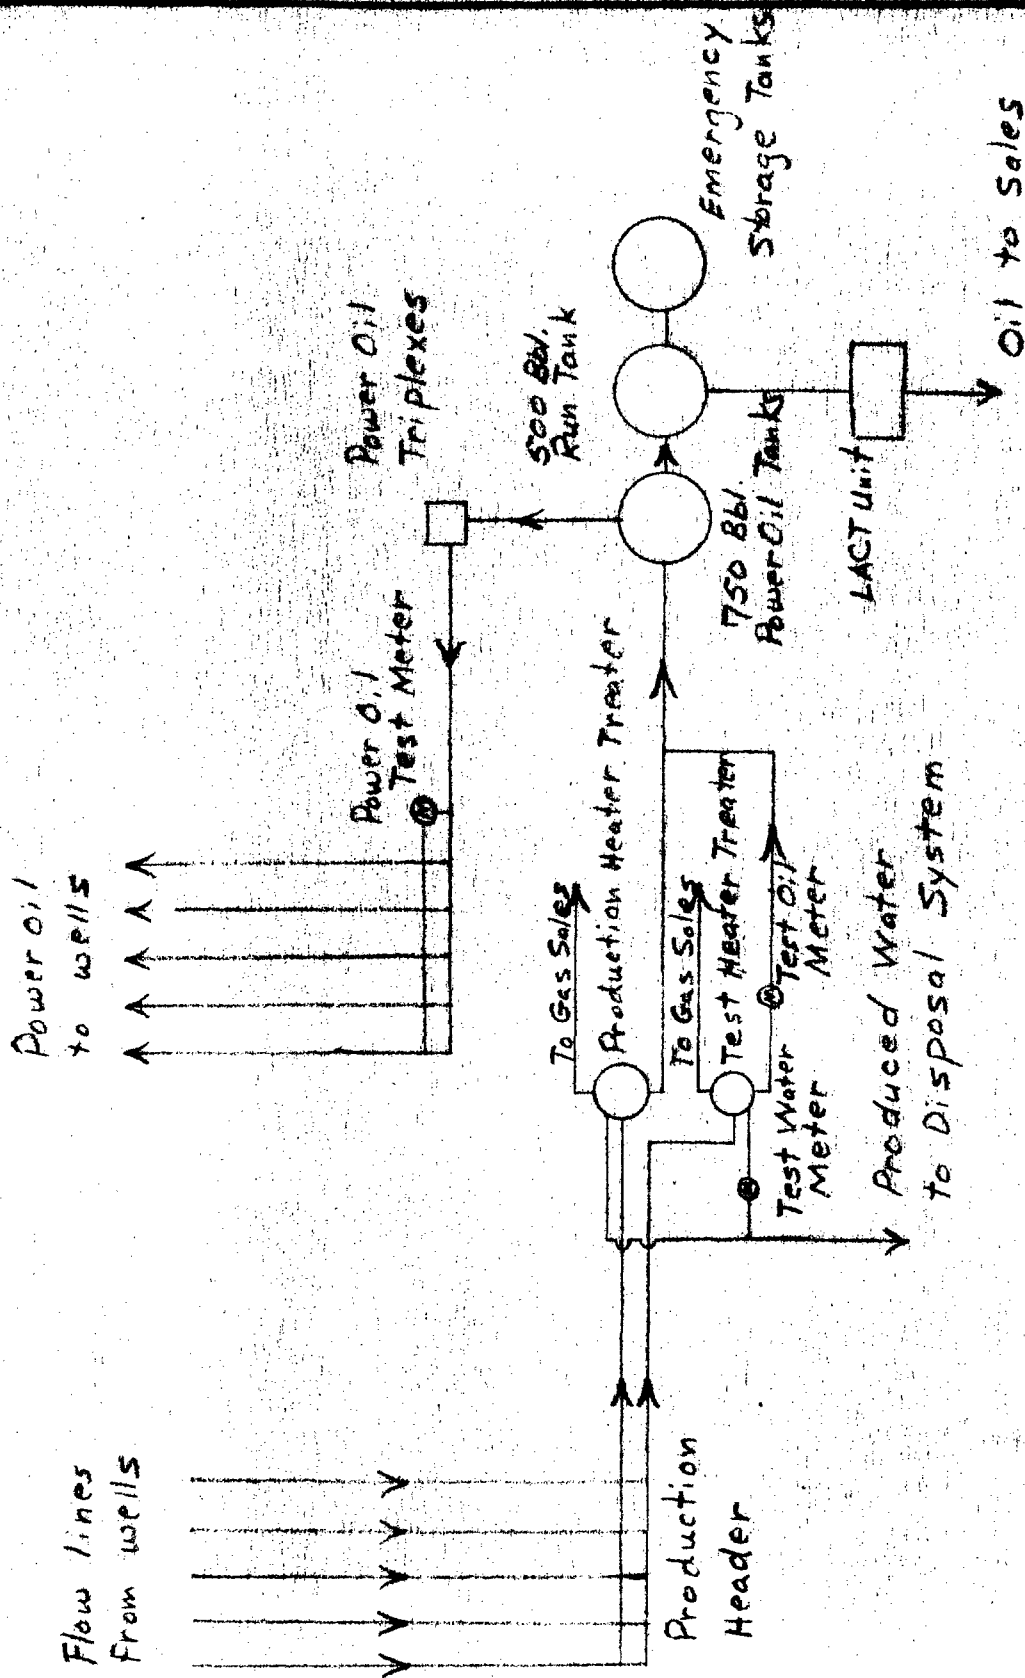 Flow lines
From wells
Production
Header
Power oil
to wells
Power Oil
Test Meter
M
Power Oil
Triplexes
To Gas Sales
Production Heater Treater
To Gas Sales
Test Heater Treater
M
Test Oil
Meter
M
Test Water
Meter
Produced Water
to Disposal System
500 Bbl.
Run Tank
750 Bbl.
Power Oil Tanks
Emergency
Storage Tanks
LACT Unit
Oil to Sales